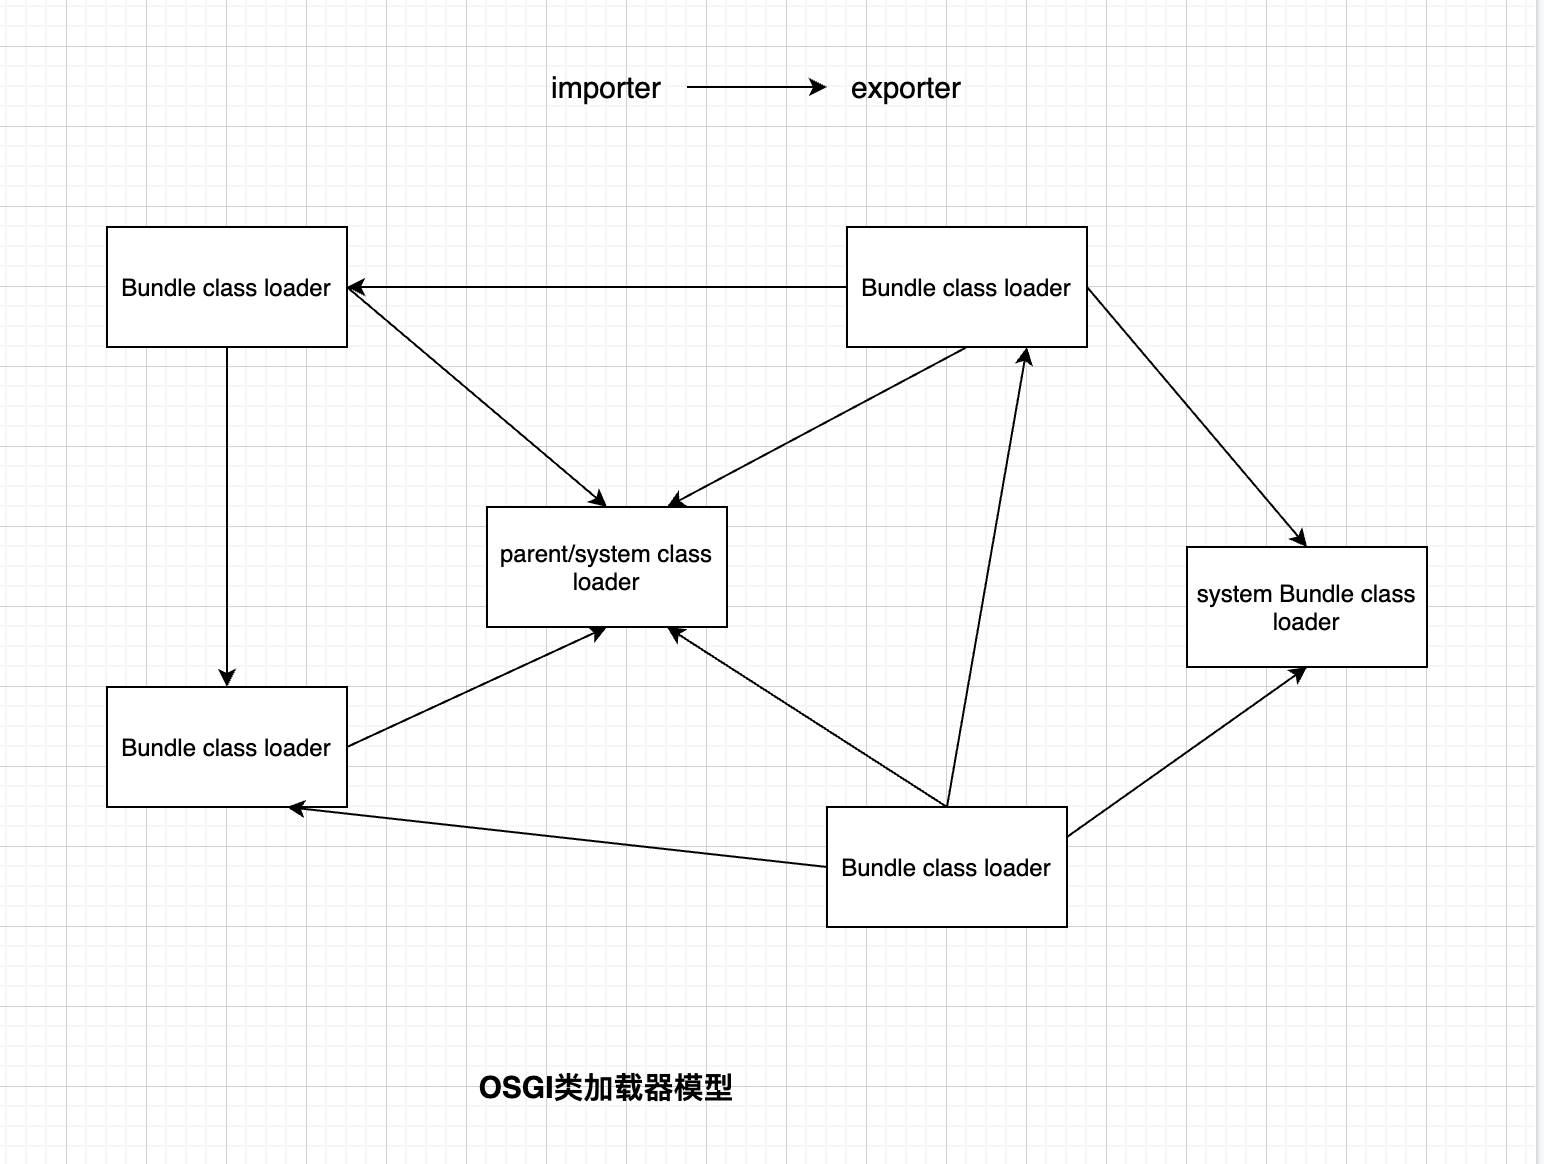 importer exporter
Bundle class loader
Bundle class loader
parent/system class
loader
system Bundle class
loader
Bundle class loader
Bundle class loader
OSGI类加载器模型